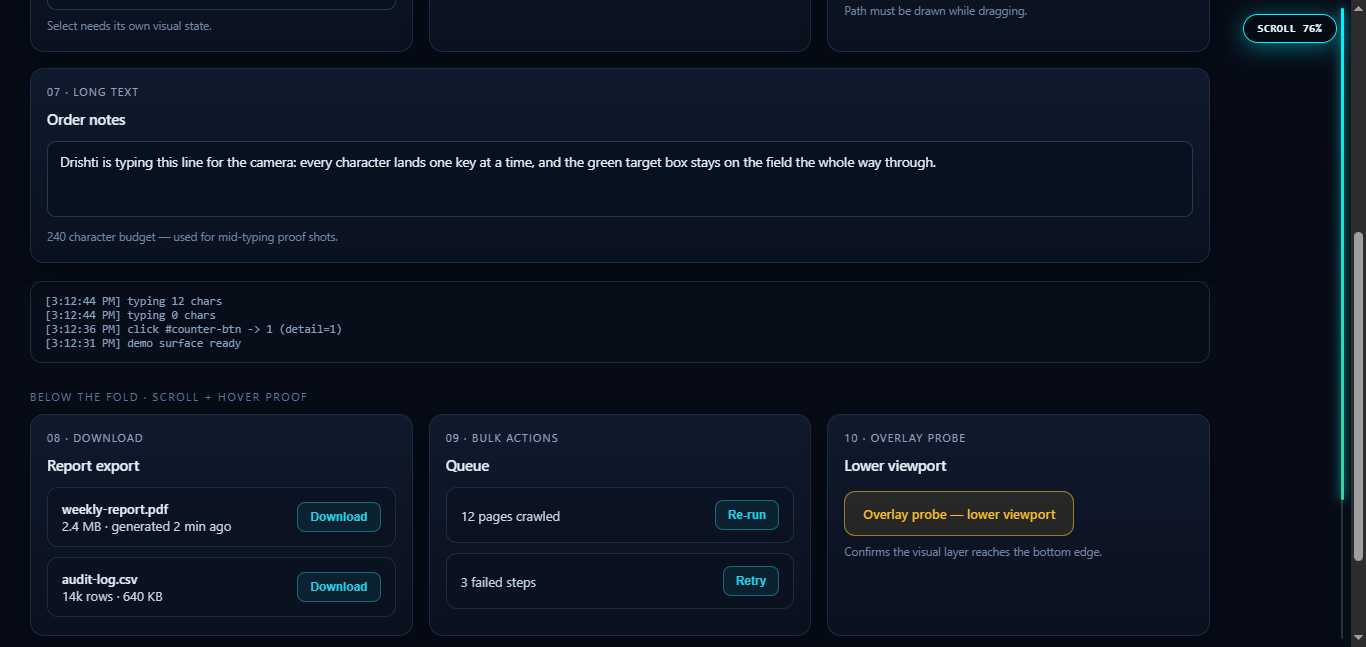 Select needs its own visual state.
Path must be drawn while dragging.
SCROLL 76%
07 · LONG TEXT
Order notes
Drishti is typing this line for the camera: every character lands one key at a time, and the green target box stays on the field the whole way through.
240 character budget — used for mid-typing proof shots.
[3:12:44 PM] typing 12 chars
[3:12:44 PM] typing 0 chars
[3:12:36 PM] click #counter-btn -> 1 (detail=1)
[3:12:31 PM] demo surface ready
BELOW THE FOLD · SCROLL + HOVER PROOF
08 · DOWNLOAD
Report export
weekly-report.pdf
2.4 MB · generated 2 min ago
Download
audit-log.csv
14k rows · 640 KB
Download
09 · BULK ACTIONS
Queue
12 pages crawled
Re-run
3 failed steps
Retry
10 · OVERLAY PROBE
Lower viewport
Overlay probe — lower viewport
Confirms the visual layer reaches the bottom edge.